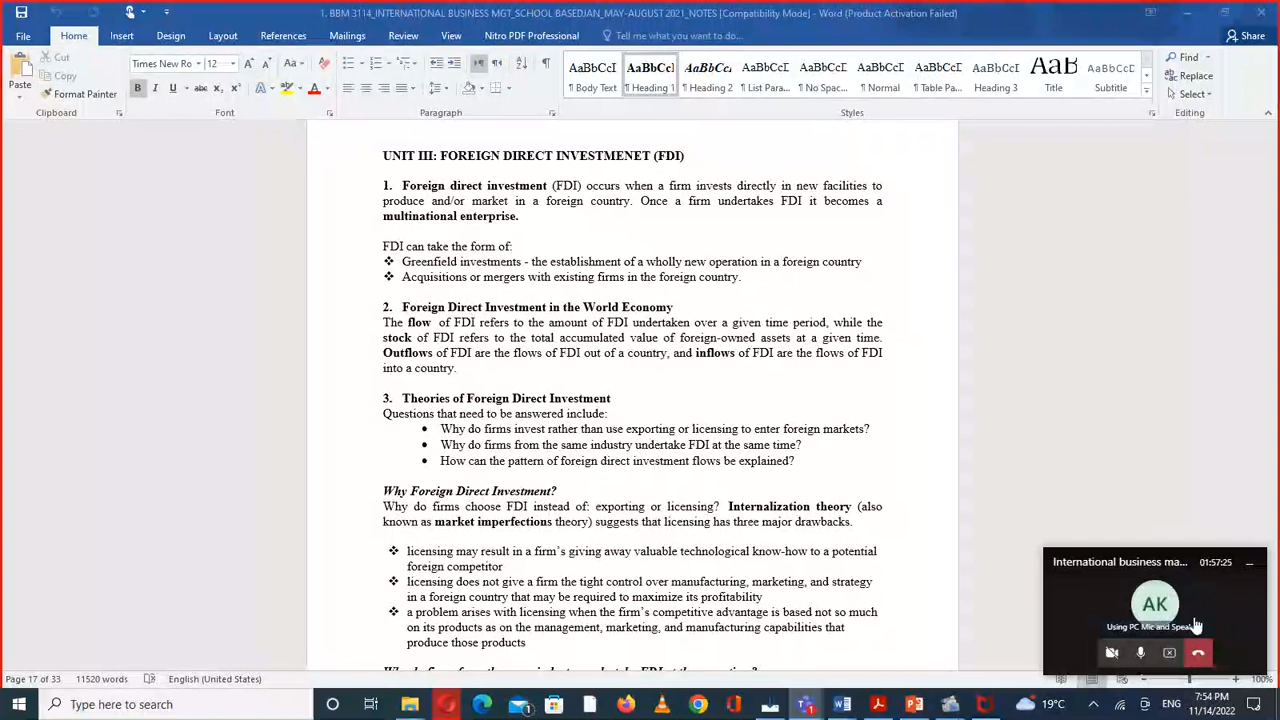 1. BBM 3114_INTERNATIONAL BUSINESS MGT_SCHOOL BASEDJAN_MAY-AUGUST 2021_NOTES [Compatibility Mode] - Word (Product Activation Failed)
File Home Insert Design Layout References Mailings Review View Nitro PDF Professional Tell me what you want to do... Share
Cut
Copy
Format Painter
Paste
Clipboard
Times New Ro 12
Font
Paragraph
AaBbCcI AaBbCcI AaBbCcI AaBbCcI AaBbCcI AaBbCcI AaBbCcI AaBbCcI AaB AaBbCcI
¶ Body Text ¶ Heading 1 ¶ Heading 2 ¶ List Para... ¶ No Spac... ¶ Normal ¶ Table Pa... Heading 3 Title Subtitle
Styles
Find
Replace
Select
Editing
UNIT III: FOREIGN DIRECT INVESTMENET (FDI)
1. Foreign direct investment (FDI) occurs when a firm invests directly in new facilities to
produce and/or market in a foreign country. Once a firm undertakes FDI it becomes a
multinational enterprise.
FDI can take the form of:
❖ Greenfield investments - the establishment of a wholly new operation in a foreign country
❖ Acquisitions or mergers with existing firms in the foreign country.
2. Foreign Direct Investment in the World Economy
The flow of FDI refers to the amount of FDI undertaken over a given time period, while the
stock of FDI refers to the total accumulated value of foreign-owned assets at a given time.
Outflows of FDI are the flows of FDI out of a country, and inflows of FDI are the flows of FDI
into a country.
3. Theories of Foreign Direct Investment
Questions that need to be answered include:
• Why do firms invest rather than use exporting or licensing to enter foreign markets?
• Why do firms from the same industry undertake FDI at the same time?
• How can the pattern of foreign direct investment flows be explained?
Why Foreign Direct Investment?
Why do firms choose FDI instead of: exporting or licensing? Internalization theory (also
known as market imperfections theory) suggests that licensing has three major drawbacks.
❖ licensing may result in a firm's giving away valuable technological know-how to a potential
foreign competitor
❖ licensing does not give a firm the tight control over manufacturing, marketing, and strategy
in a foreign country that may be required to maximize its profitability
❖ a problem arises with licensing when the firm's competitive advantage is based not so much
on its products as on the management, marketing, and manufacturing capabilities that
produce those products
International business ma... 01:57:25
AK
Using PC Mic and Spea
Page 17 of 33 11520 words English (United States) 100%
Type here to search
19°C ENG 7:54 PM
11/14/2022